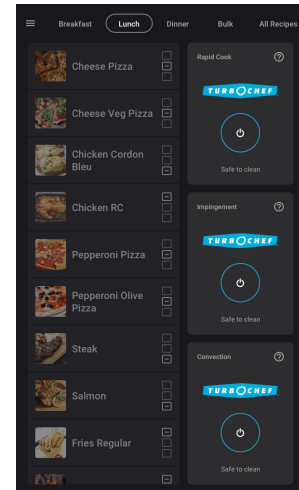 Breakfast
Lunch
Dinner
Bulk
All Recipes
Cheese Pizza
Cheese Veg Pizza
Chicken Cordon
Bleu
Chicken RC
Pepperoni Pizza
Pepperoni Olive
Pizza
Steak
Salmon
Fries Regular
Rapid Cook
?
TURBOCHEF
Safe to clean
Impingement
?
TURBOCHEF
Safe to clean
Convection
?
TURBOCHEF
Safe to clean